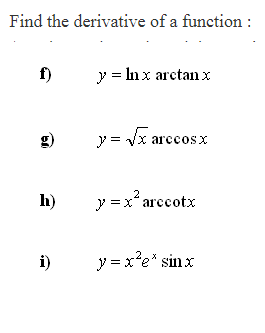 Find the derivative of a function :
f) y = ln x arctan x
g) y = √x arccos x
h) y = x² arccotx
i) y = x²eˣ sin x